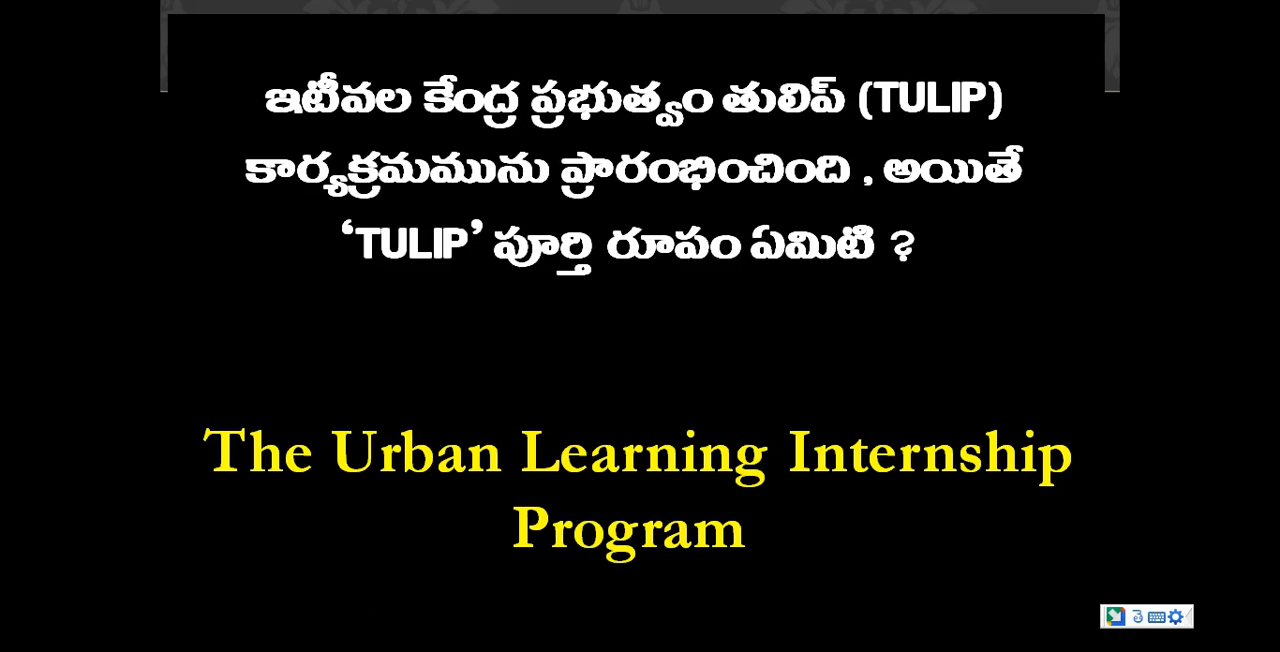 ఇటీవల కేంద్ర ప్రభుత్వం తులిప్ (TULIP)
కార్యక్రమమును ప్రారంభించింది , అయితే
‘TULIP’ పూర్తి రూపం ఏమిటి ?
The Urban Learning Internship
Program
తె